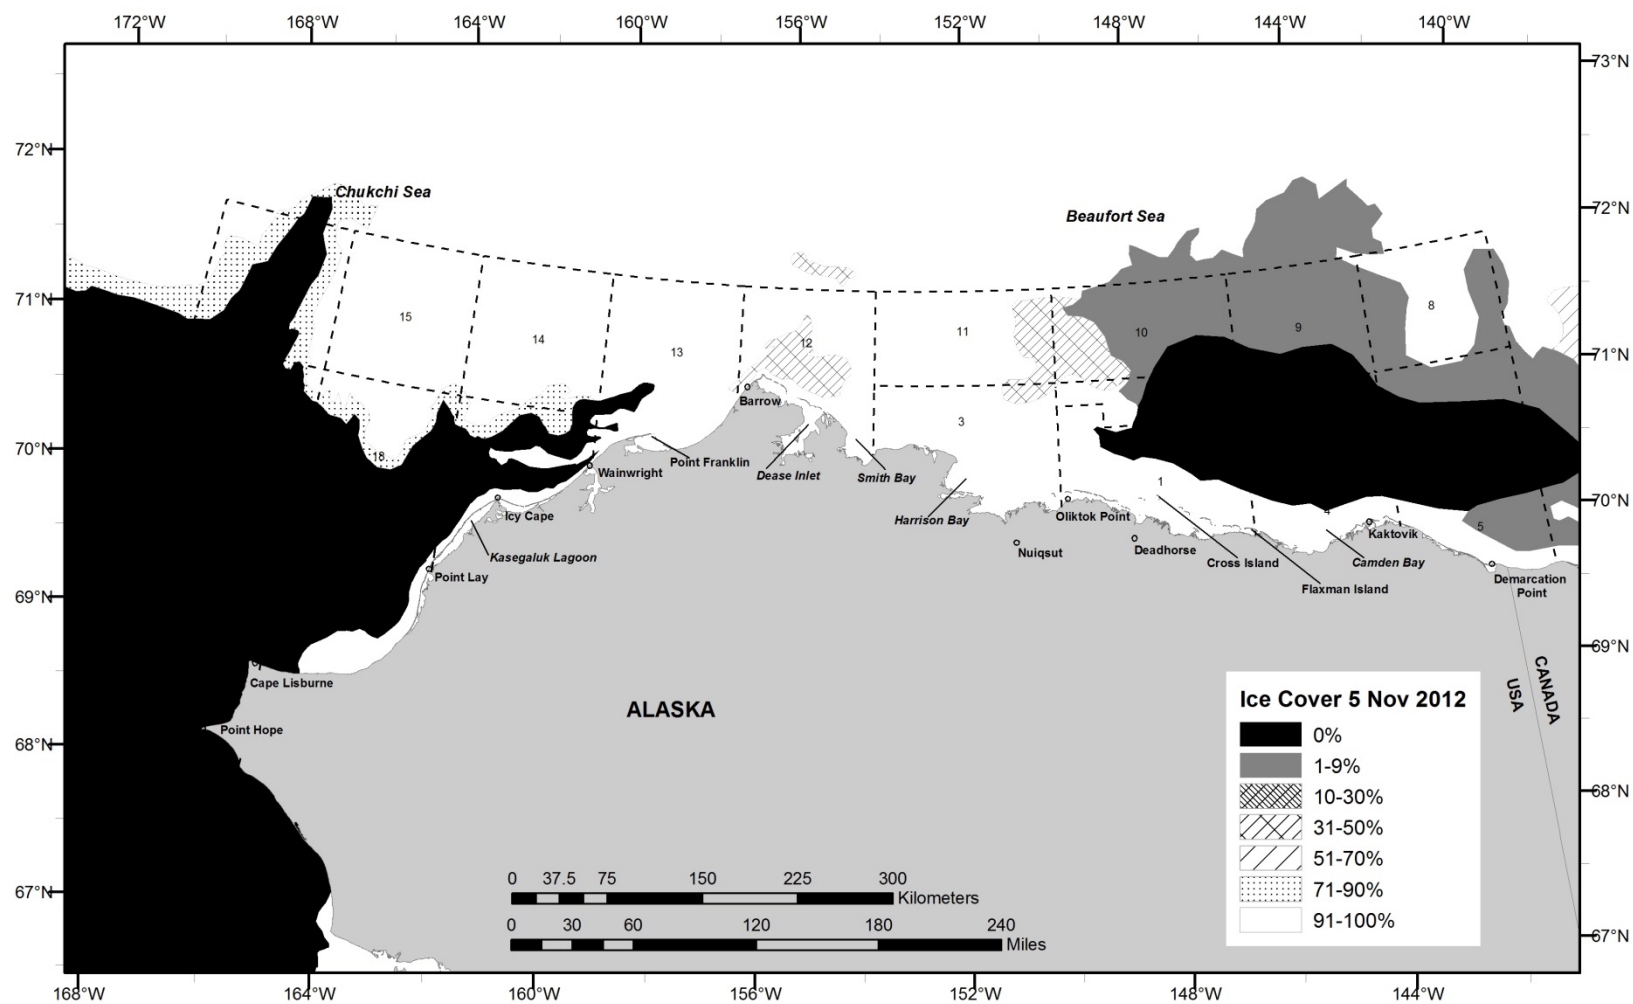 172°W 168°W 164°W 160°W 156°W 152°W 148°W 144°W 140°W
73°N
72°N
Chukchi Sea
72°N
Beaufort Sea
71°N
15
14
13
12
11
10
9
8
71°N
Barrow
3
70°N
18
Point Franklin
Wainwright
Dease Inlet
Smith Bay
1
70°N
Icy Cape
Harrison Bay
Oliktok Point
4
5
Kaktovik
Kasegaluk Lagoon
Nuiqsut
Deadhorse
Cross Island
Camden Bay
Point Lay
Flaxman Island
Demarcation
Point
69°N
69°N
Cape Lisburne
Point Hope
ALASKA
USA
CANADA
68°N
68°N
Ice Cover 5 Nov 2012
0%
1-9%
10-30%
31-50%
51-70%
71-90%
91-100%
67°N
67°N
0 37.5 75 150 225 300
Kilometers
0 30 60 120 180 240
Miles
168°W 164°W 160°W 156°W 152°W 148°W 144°W